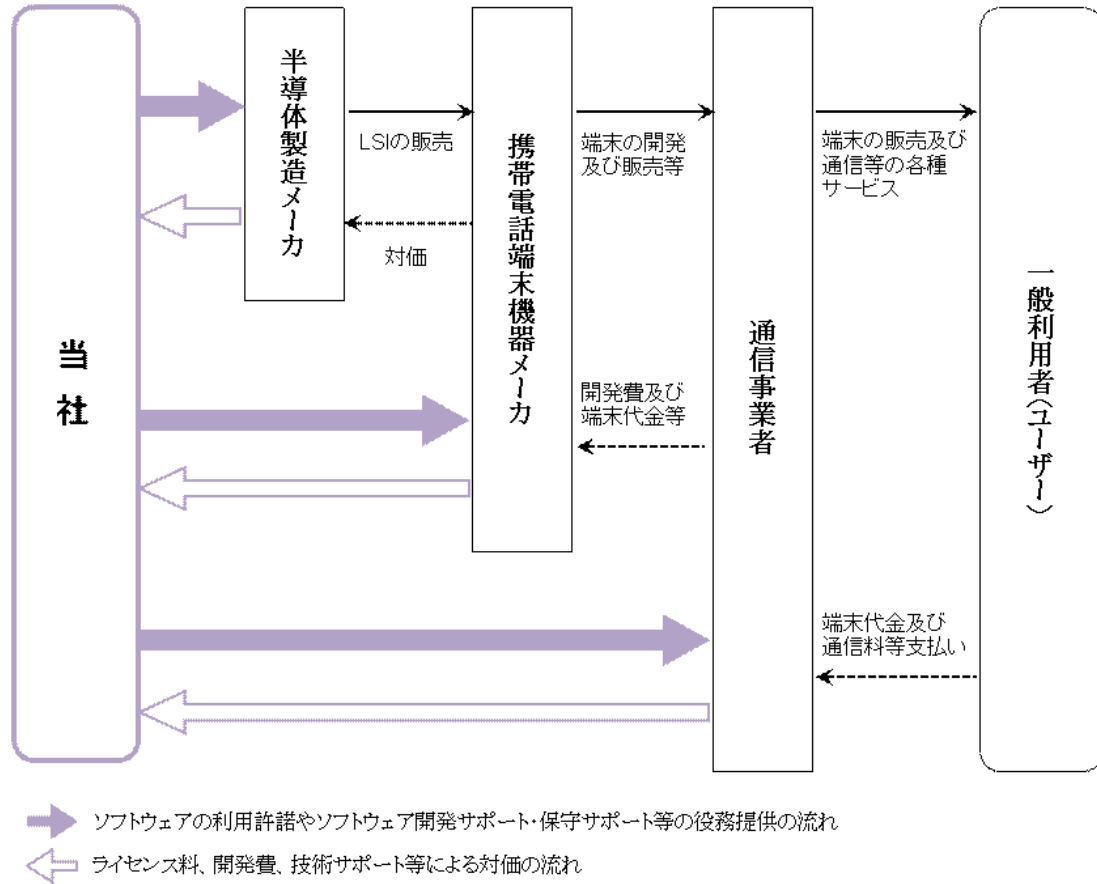 当社
半導体製造メーカ
LSIの販売
対価
携帯電話端末機器メーカ
端末の開発
及び販売等
開発費及び
端末代金等
通信事業者
端末の販売及び
通信等の各種
サービス
端末代金及び
通信料等支払い
一般利用者(ユーザー)
ソフトウェアの利用許諾やソフトウェア開発サポート・保守サポート等の役務提供の流れ
ライセンス料、開発費、技術サポート等による対価の流れ